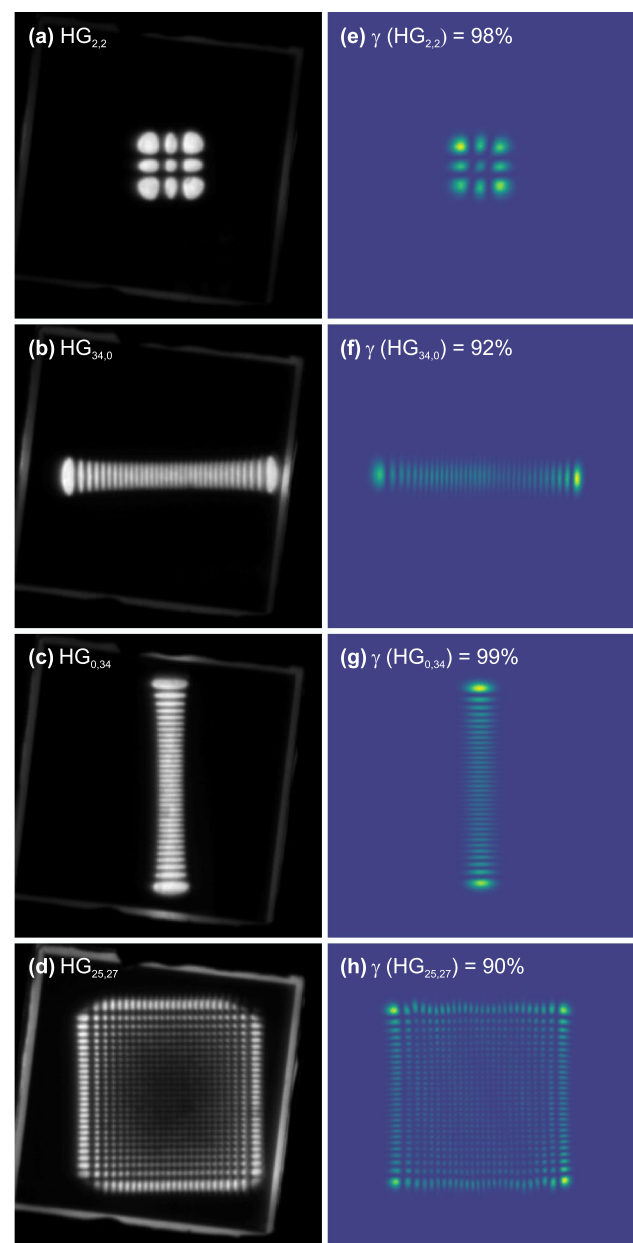 (a) HG2,2
(e) γ (HG2,2) = 98%
(b) HG34,0
(f) γ (HG34,0) = 92%
(c) HG0,34
(g) γ (HG0,34) = 99%
(d) HG25,27
(h) γ (HG25,27) = 90%